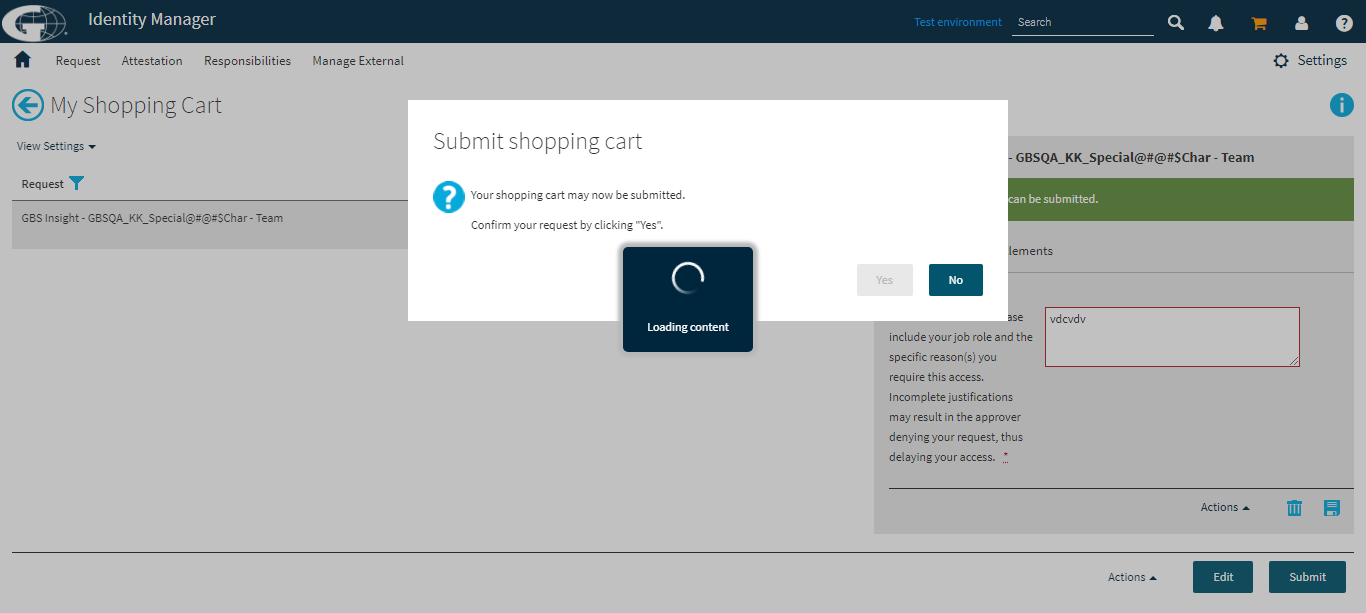 Identity Manager
Test environment
Search
Request
Attestation
Responsibilities
Manage External
Settings
My Shopping Cart
View Settings
Request
GBS Insight - GBSQA_KK_Special@#@#$Char - Team
Submit shopping cart
Your shopping cart may now be submitted.
Confirm your request by clicking "Yes".
Yes
No
Loading content
- GBSQA_KK_Special@#@#$Char - Team
can be submitted.
include your job role and the
specific reason(s) you
require this access.
Incomplete justifications
may result in the approver
denying your request, thus
delaying your access. *
vdcvdv
Actions
Actions
Edit
Submit